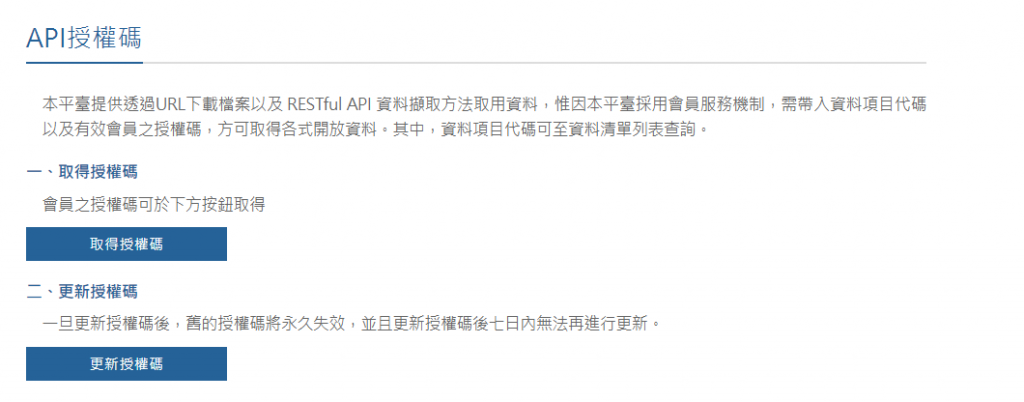 API授權碼
本平臺提供透過URL下載檔案以及 RESTful API 資料擷取方法取用資料，惟因本平臺採用會員服務機制，需帶入資料項目代碼
以及有效會員之授權碼，方可取得各式開放資料。其中，資料項目代碼可至資料清單列表查詢。
一、取得授權碼
會員之授權碼可於下方按鈕取得
取得授權碼
二、更新授權碼
一旦更新授權碼後，舊的授權碼將永久失效，並且更新授權碼後七日內無法再進行更新。
更新授權碼